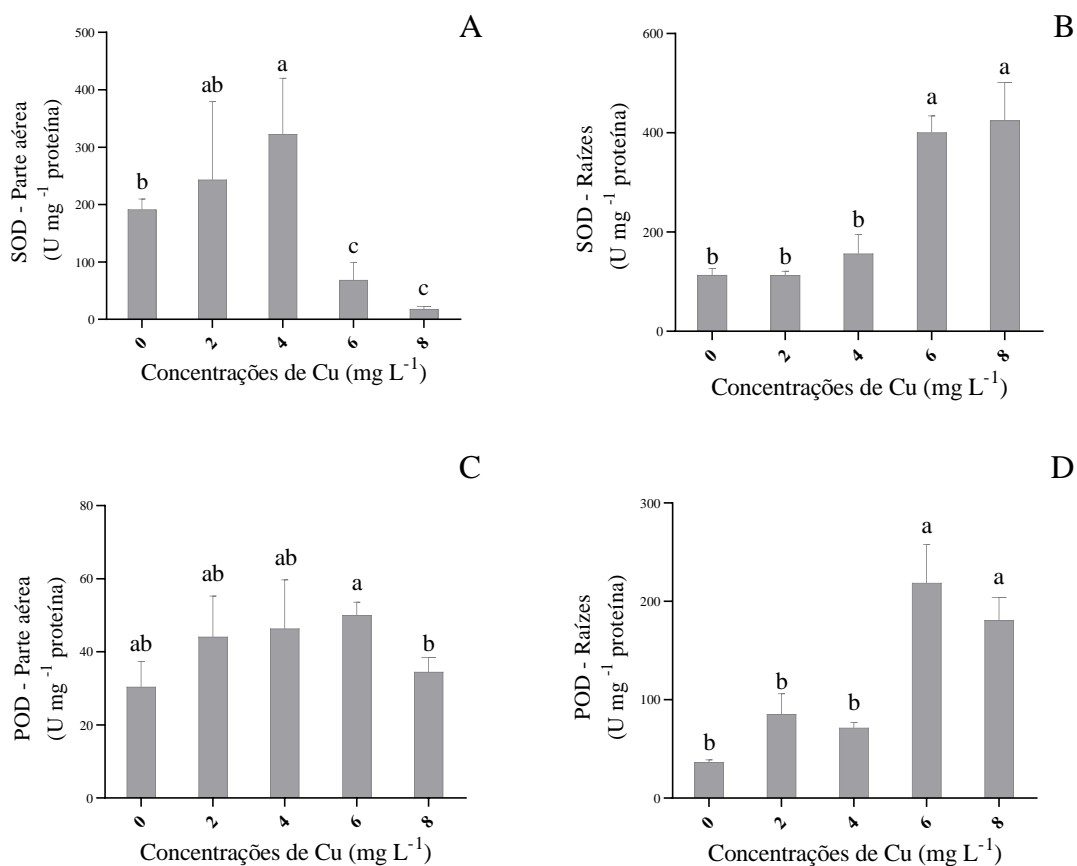 A
SOD - Parte aérea
(U mg ⁻¹ proteína)
500
400
300
200
100
0
b
ab
a
c
c
0
2
4
6
8
Concentrações de Cu (mg L⁻¹)
B
SOD - Raízes
(U mg ⁻¹ proteína)
600
400
200
0
b
b
b
a
a
0
2
4
6
8
Concentrações de Cu (mg L⁻¹)
C
POD - Parte aérea
(U mg ⁻¹ proteína)
80
60
40
20
0
ab
ab
ab
a
b
0
2
4
6
8
Concentrações de Cu (mg L⁻¹)
D
POD - Raízes
(U mg ⁻¹ proteína)
300
200
100
0
b
b
b
a
a
0
2
4
6
8
Concentrações de Cu (mg L⁻¹)